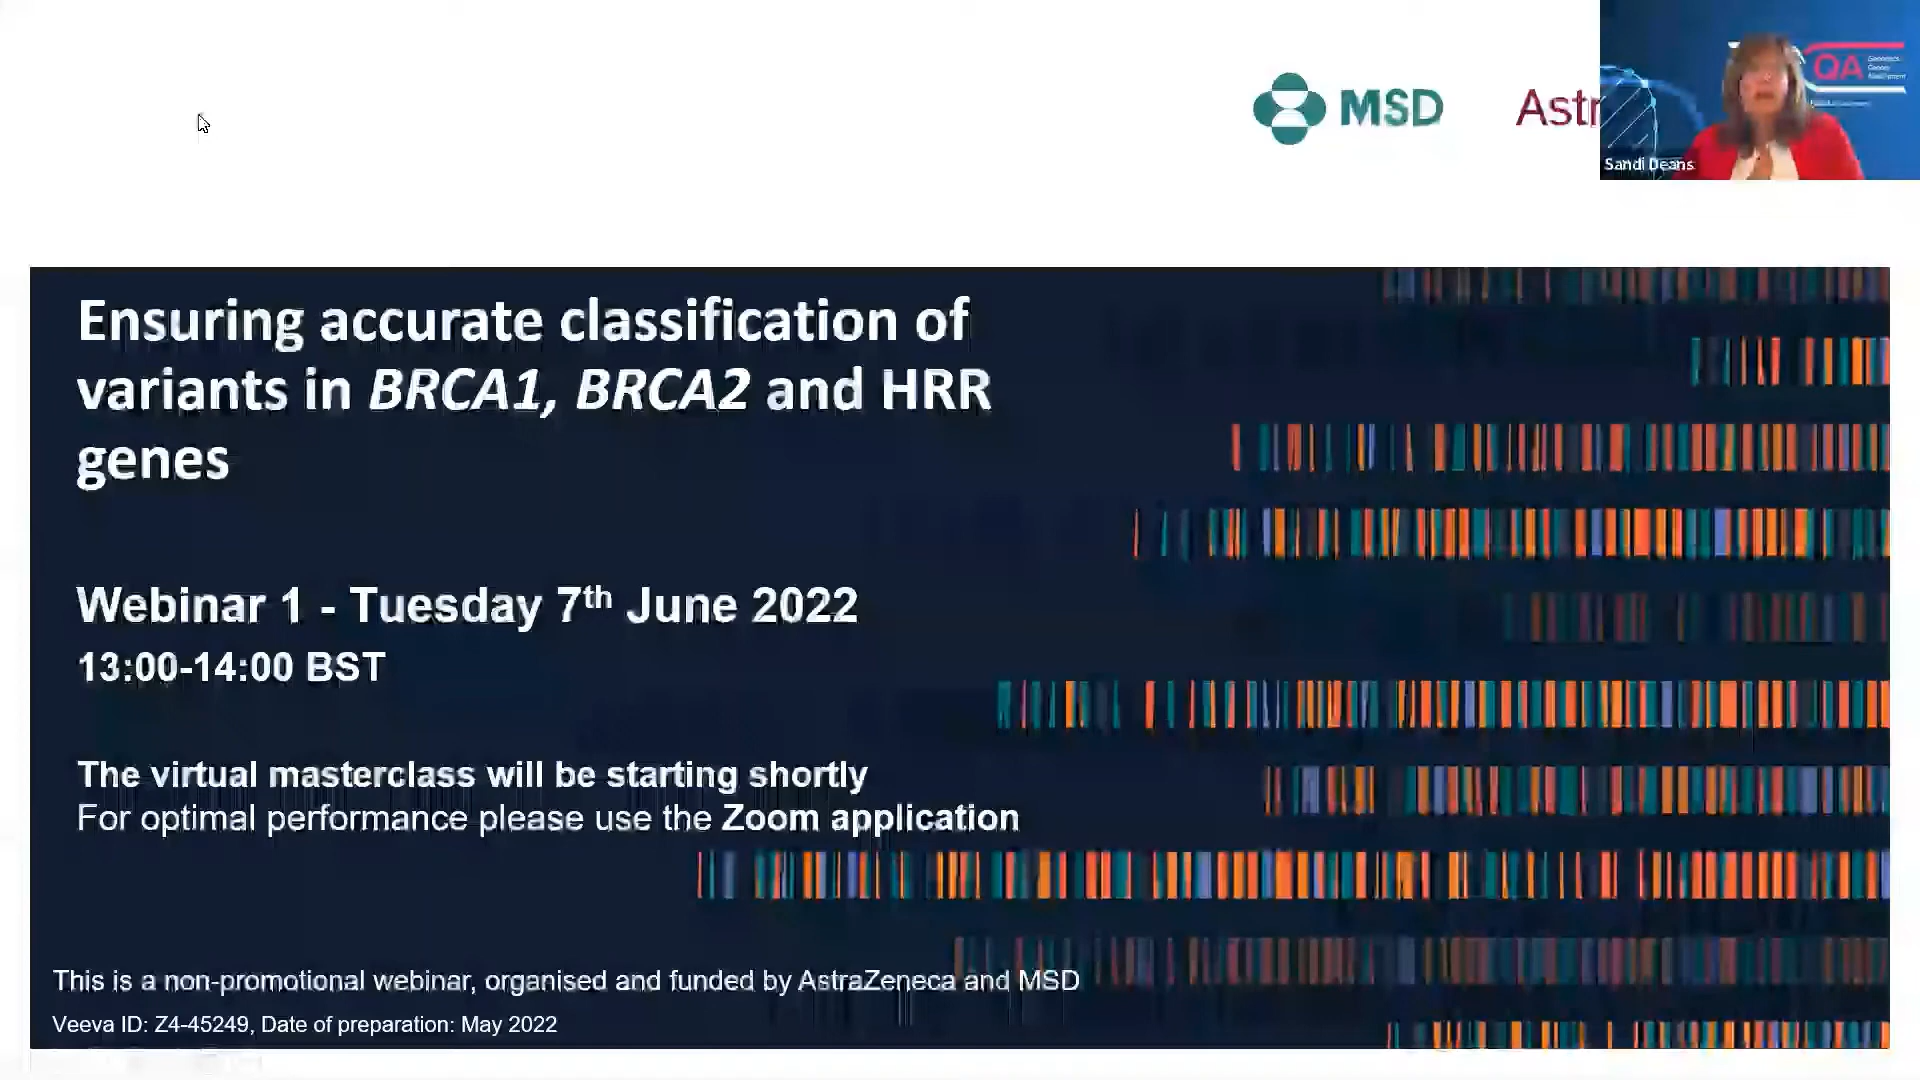 MSD
Astr
QA
Sandi Deans
Ensuring accurate classification of
variants in BRCA1, BRCA2 and HRR
genes
Webinar 1 - Tuesday 7th June 2022
13:00-14:00 BST
The virtual masterclass will be starting shortly
For optimal performance please use the Zoom application
This is a non-promotional webinar, organised and funded by AstraZeneca and MSD
Veeva ID: Z4-45249, Date of preparation: May 2022